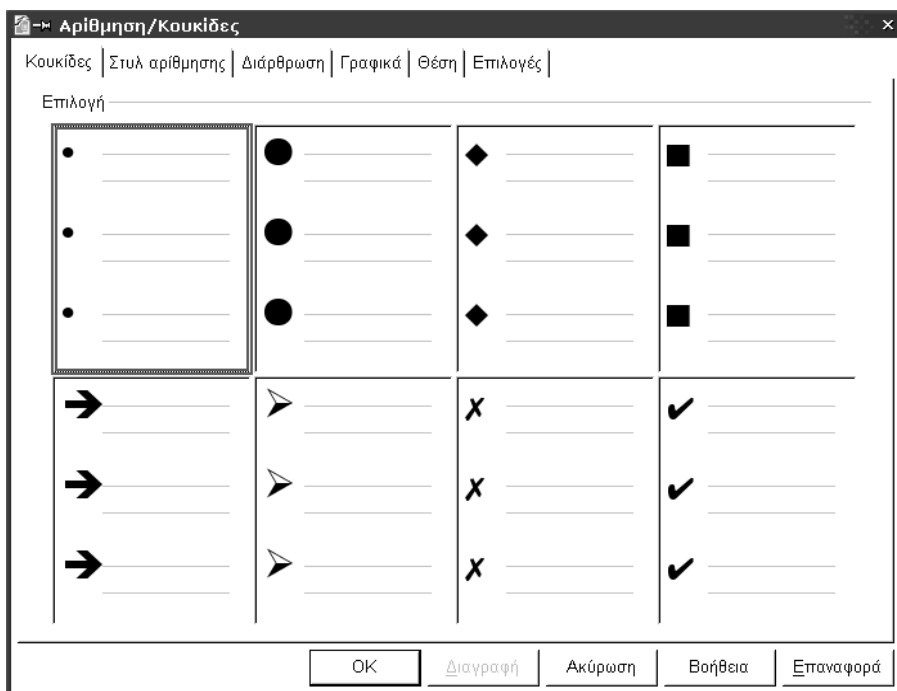 Αρίθμηση/Κουκίδες
Κουκίδες Στυλ αρίθμησης Διάρθρωση Γραφικά Θέση Επιλογές
Επιλογή
OK Διαγραφή Ακύρωση Βοήθεια Επαναφορά